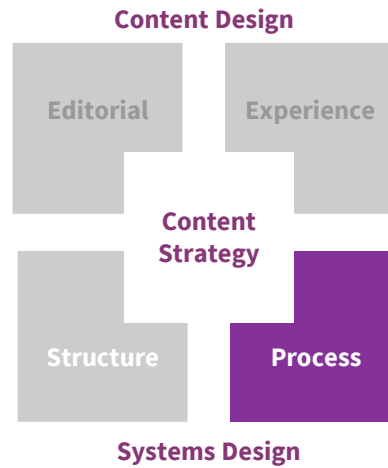 Content Design
Editorial
Experience
Content
Strategy
Structure
Process
Systems Design